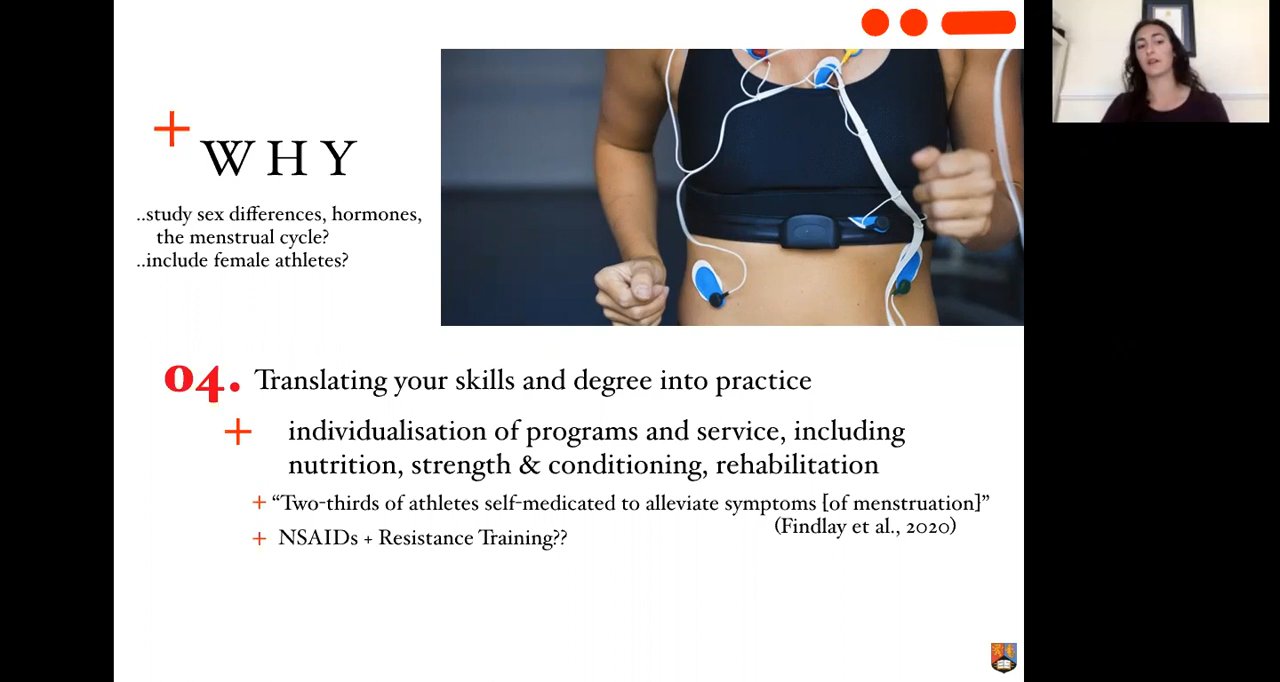 WHY
..study sex differences, hormones,
the menstrual cycle?
..include female athletes?
04. Translating your skills and degree into practice
individualisation of programs and service, including
nutrition, strength & conditioning, rehabilitation
“Two-thirds of athletes self-medicated to alleviate symptoms [of menstruation]”
(Findlay et al., 2020)
NSAIDs + Resistance Training??